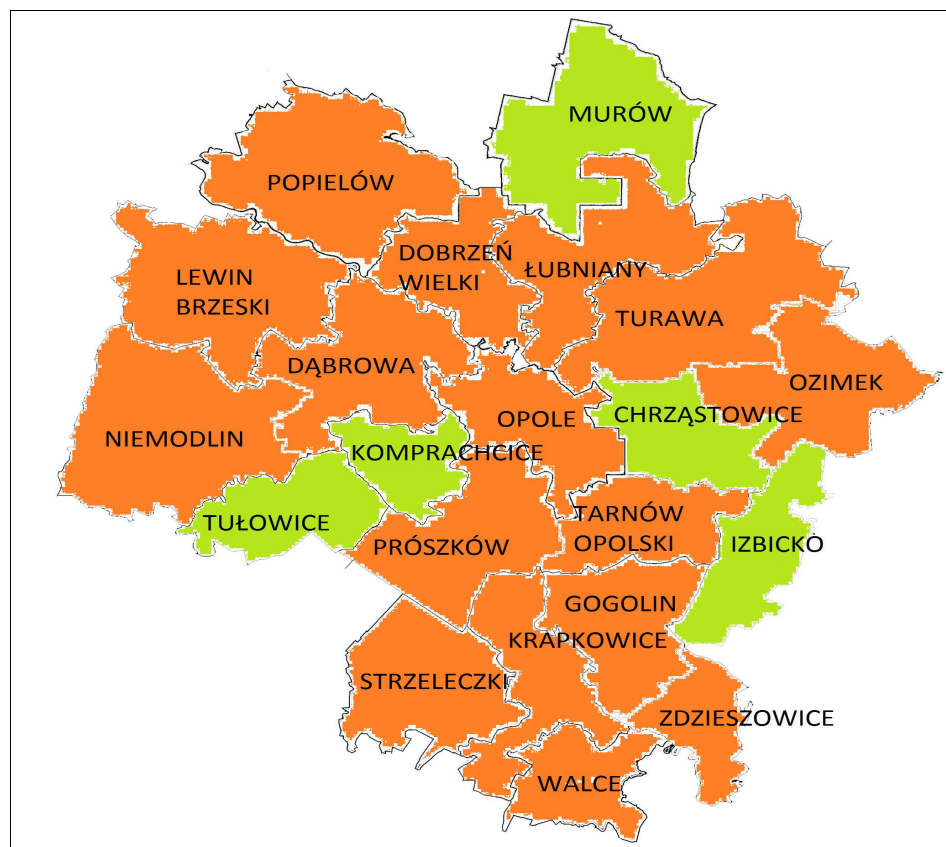 MURÓW
POPIELÓW
DOBRZEŃ
WIELKI
ŁUBNIANY
LEWIN
BRZESKI
TURAWA
DĄBROWA
OZIMEK
CHRZĄSTOWICE
OPOLE
NIEMODLIN
KOMPRACHCICE
TUŁOWICE
TARNÓW
OPOLSKI
PRÓSZKÓW
IZBICKO
GOGOLIN
KRAPKOWICE
STRZELECZKI
ZDZIESZOWICE
WALCE